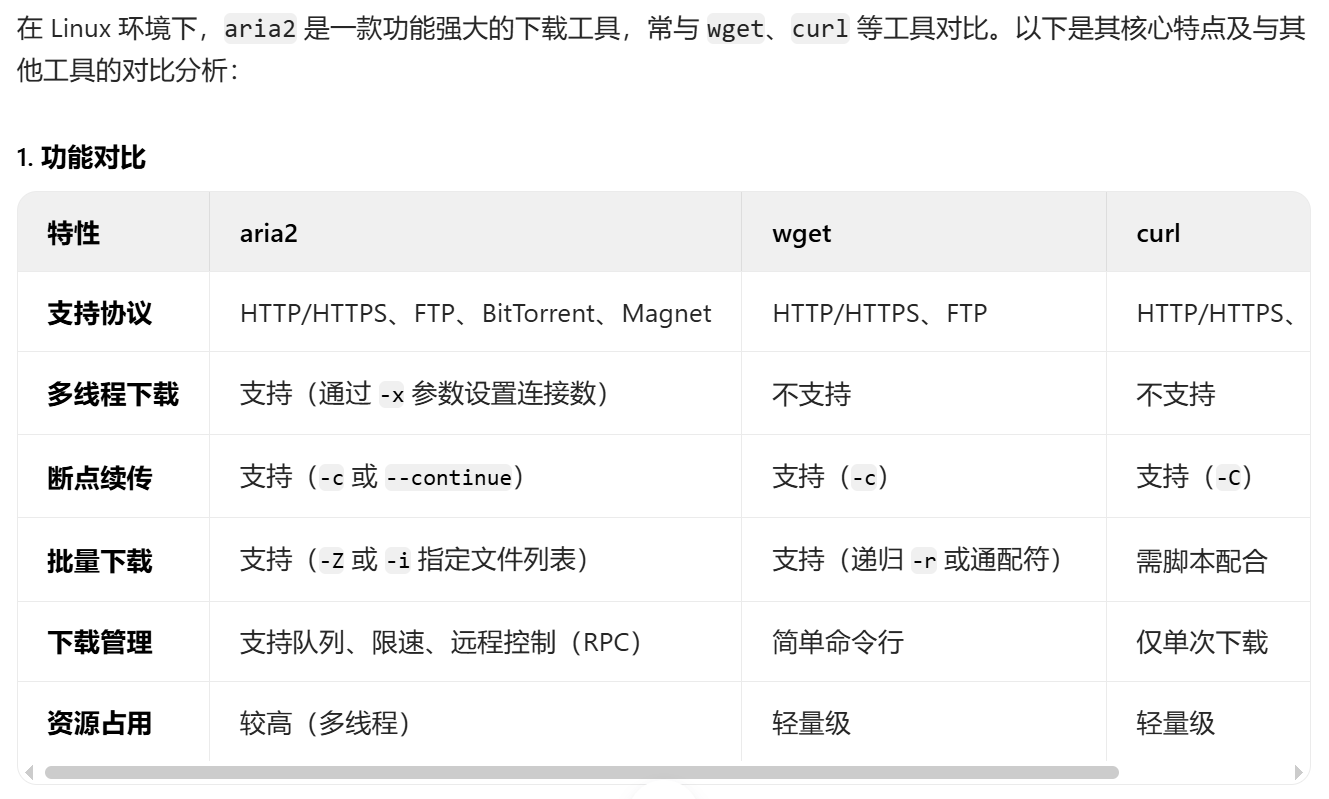 在 Linux 环境下，aria2 是一款功能强大的下载工具，常与 wget、curl 等工具对比。以下是其核心特点及与其
他工具的对比分析：
1. 功能对比
特性 aria2 wget curl
支持协议 HTTP/HTTPS、FTP、BitTorrent、Magnet HTTP/HTTPS、FTP HTTP/HTTPS、
多线程下载 支持（通过 -x 参数设置连接数） 不支持 不支持
断点续传 支持（-c 或 --continue） 支持（-c） 支持（-C）
批量下载 支持（-Z 或 -i 指定文件列表） 支持（递归 -r 或通配符） 需脚本配合
下载管理 支持队列、限速、远程控制（RPC） 简单命令行 仅单次下载
资源占用 较高（多线程） 轻量级 轻量级